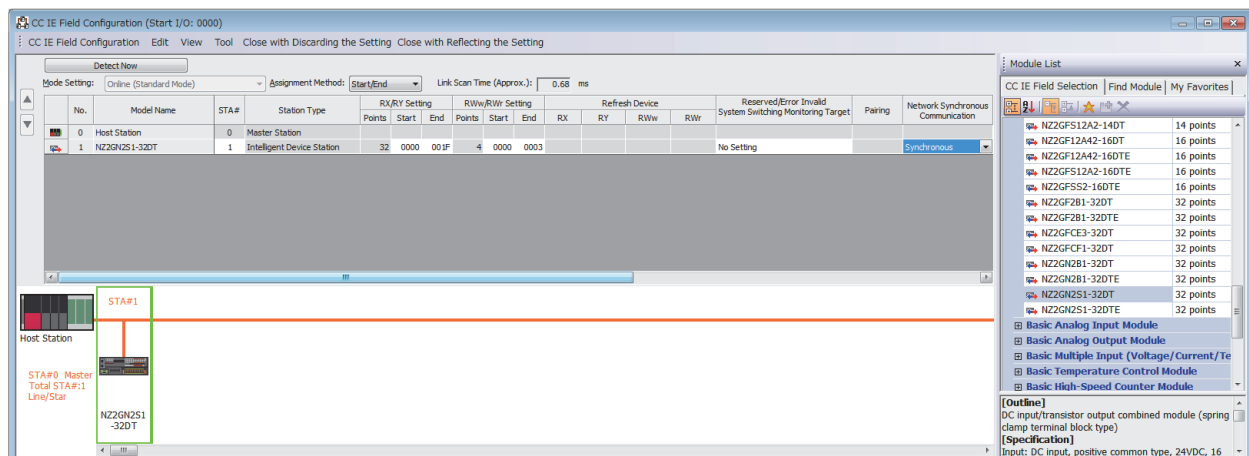 CC IE Field Configuration (Start I/O: 0000)
CC IE Field Configuration Edit View Tool Close with Discarding the Setting Close with Reflecting the Setting
Detect Now
Mode Setting: Online (Standard Mode) Assignment Method: Start/End Link Scan Time (Approx.): 0.68 ms
No. Model Name STA# Station Type RX/RY Setting RWw/RWr Setting Refresh Device Reserved/Error Invalid System Switching Monitoring Target Pairing Network Synchronous Communication
Points Start End Points Start End RX RY RWw RWr
0 Host Station 0 Master Station
1 NZ2GN2S1-32DT 1 Intelligent Device Station 32 0000 001F 4 0000 0003 No Setting Synchronous
STA#1
Host Station
STA#0 Master
Total STA#:1
Line/Star
NZ2GN2S1
-32DT
Module List
CC IE Field Selection Find Module My Favorites
NZ2GFS12A2-14DT 14 points
NZ2GF12A42-16DT 16 points
NZ2GF12A42-16DTE 16 points
NZ2GFS12A2-16DTE 16 points
NZ2GFSS2-16DTE 16 points
NZ2GF2B1-32DT 32 points
NZ2GF2B1-32DTE 32 points
NZ2GFCE3-32DT 32 points
NZ2GFCF1-32DT 32 points
NZ2GN2B1-32DT 32 points
NZ2GN2B1-32DTE 32 points
NZ2GN2S1-32DT 32 points
NZ2GN2S1-32DTE 32 points
Basic Analog Input Module
Basic Analog Output Module
Basic Multiple Input (Voltage/Current/Te
Basic Temperature Control Module
Basic High-Speed Counter Module
[Outline]
DC input/transistor output combined module (spring
clamp terminal block type)
[Specification]
Input: DC input, positive common type, 24VDC, 16